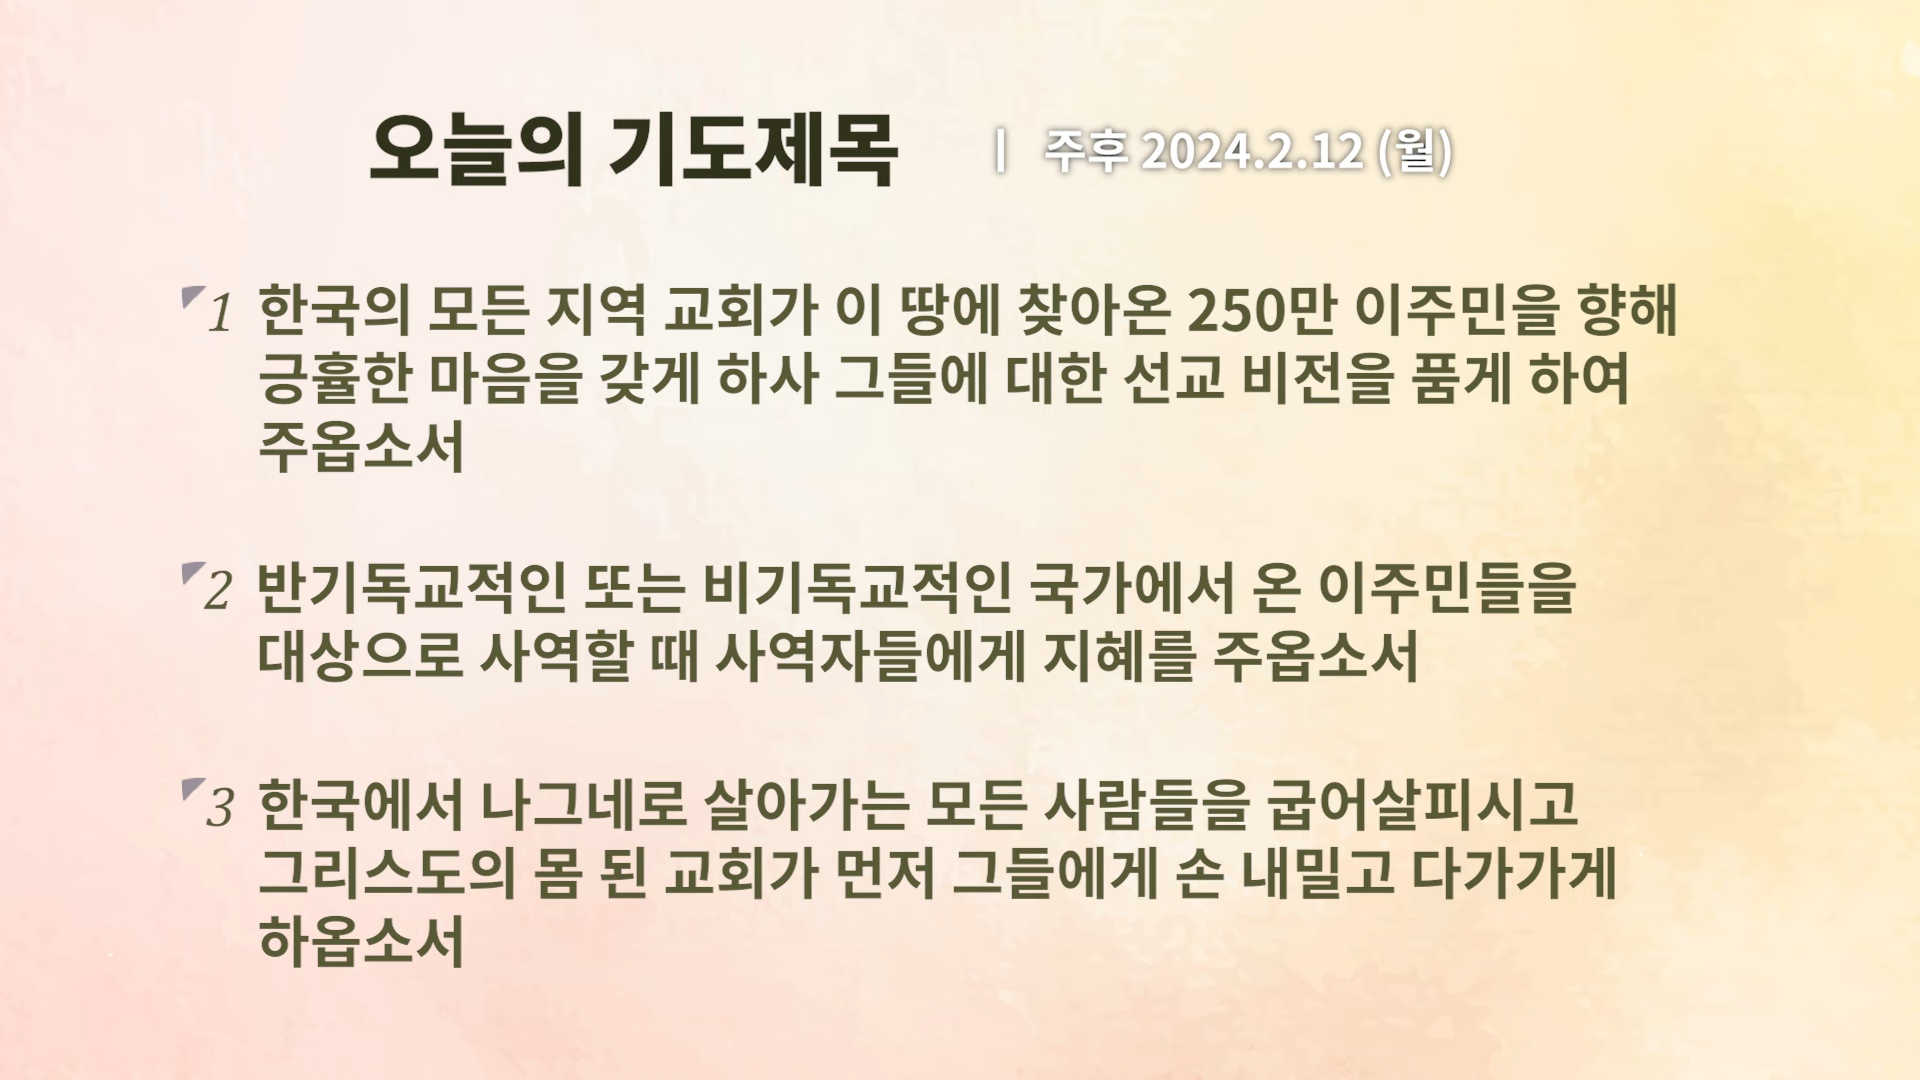 오늘의 기도제목 | 주후 2024.2.12 (월)
1 한국의 모든 지역 교회가 이 땅에 찾아온 250만 이주민을 향해
긍휼한 마음을 갖게 하사 그들에 대한 선교 비전을 품게 하여
주옵소서
2 반기독교적인 또는 비기독교적인 국가에서 온 이주민들을
대상으로 사역할 때 사역자들에게 지혜를 주옵소서
3 한국에서 나그네로 살아가는 모든 사람들을 굽어살피시고
그리스도의 몸 된 교회가 먼저 그들에게 손 내밀고 다가가게
하옵소서